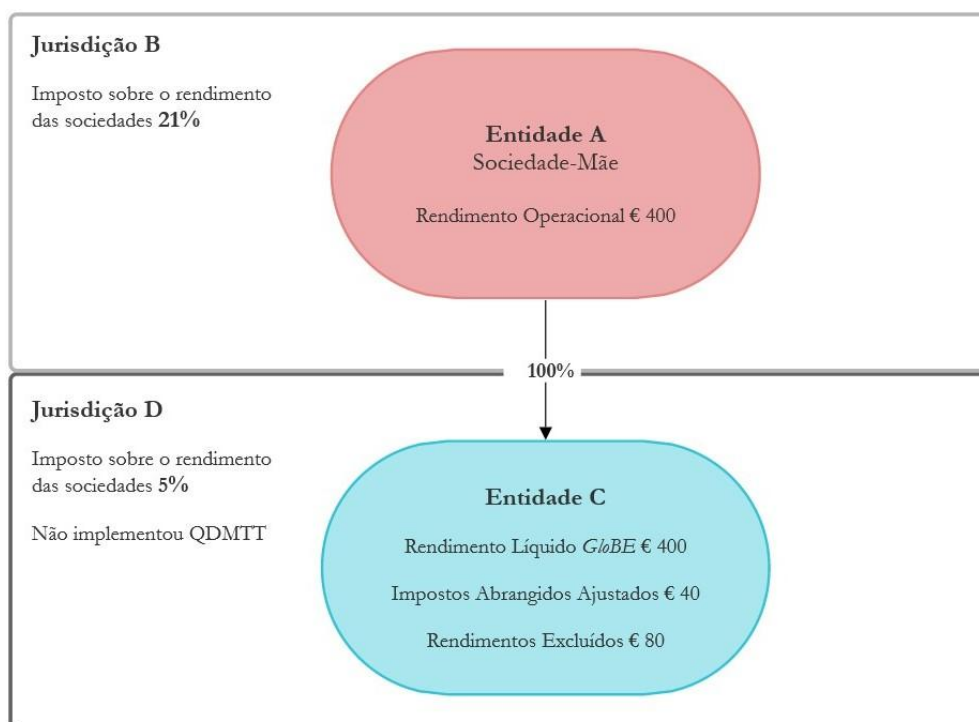 Jurisdição B
Imposto sobre o rendimento
das sociedades 21%
Entidade A
Sociedade-Mãe
Rendimento Operacional € 400
100%
Jurisdição D
Imposto sobre o rendimento
das sociedades 5%
Não implementou QDMTT
Entidade C
Rendimento Líquido GloBE € 400
Impostos Abrangidos Ajustados € 40
Rendimentos Excluídos € 80